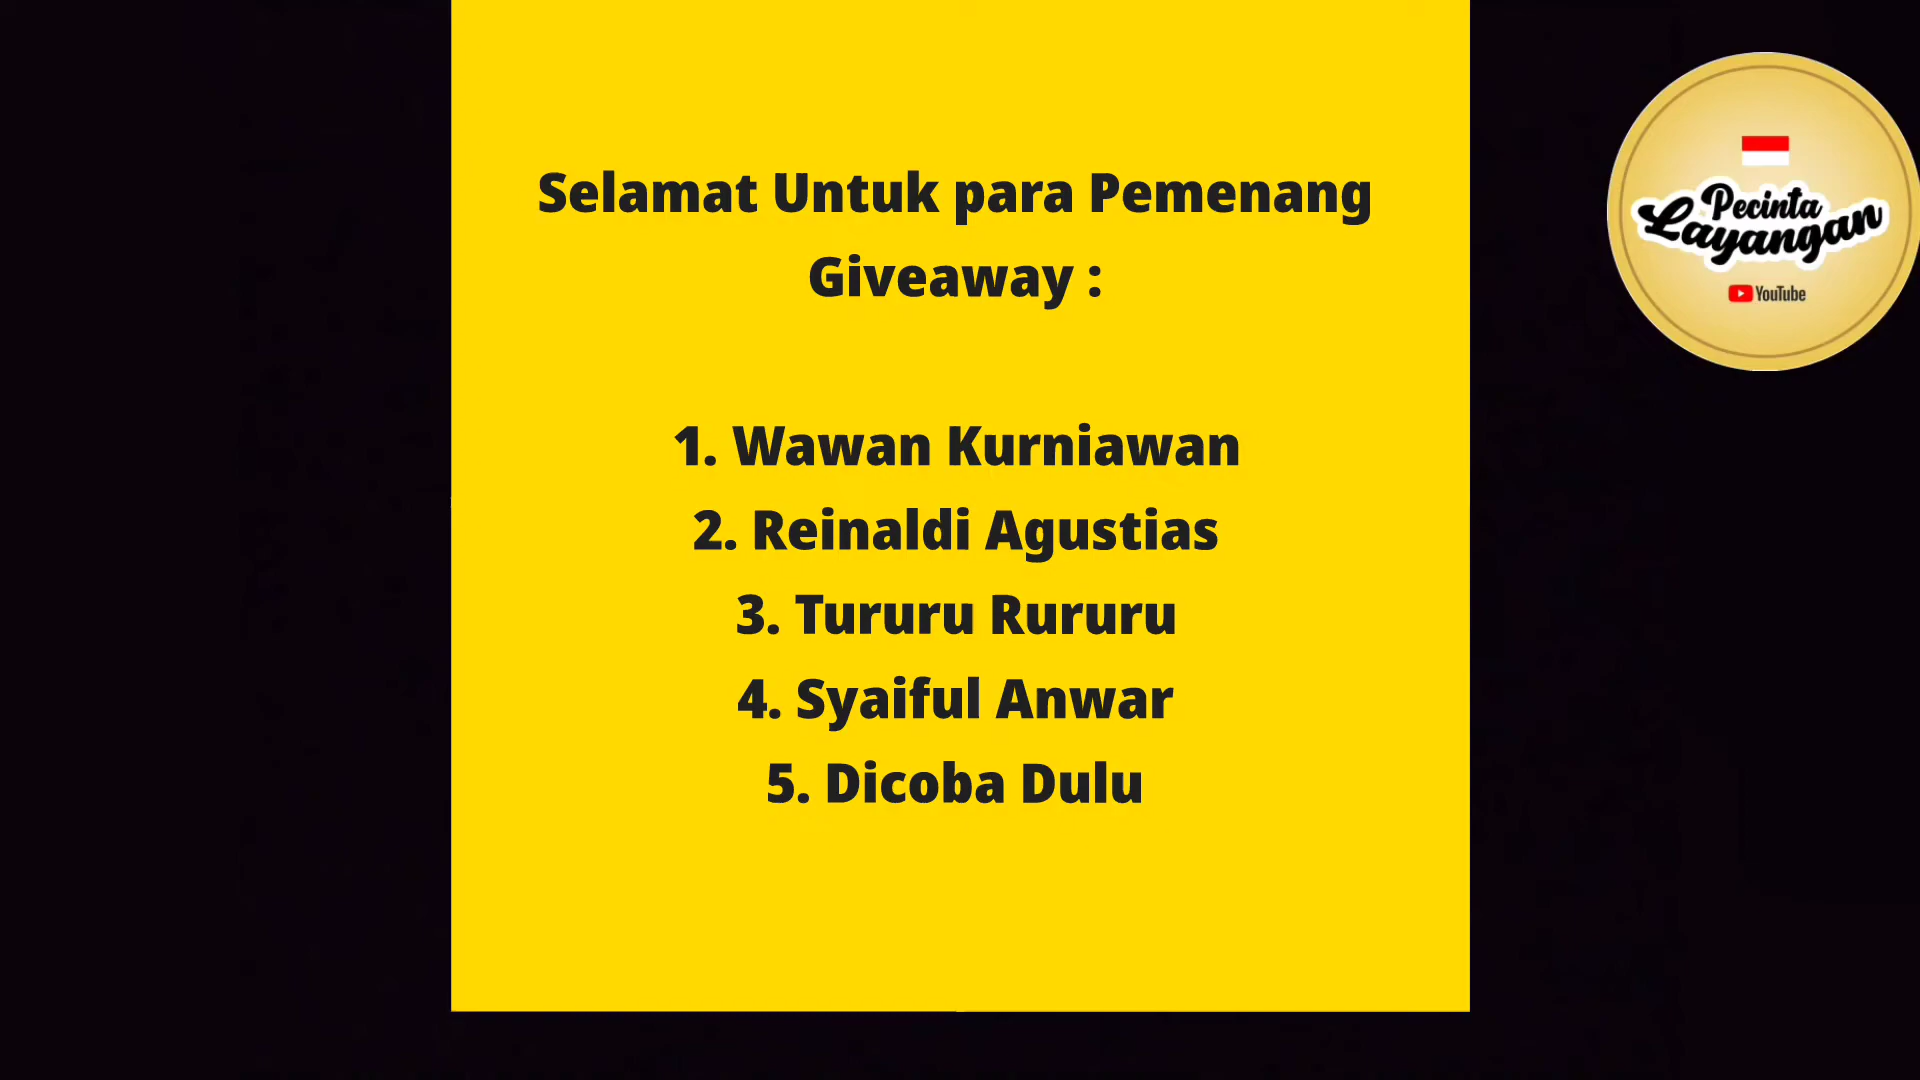 Selamat Untuk para Pemenang
Giveaway :
1. Wawan Kurniawan
2. Reinaldi Agustias
3. Tururu Rururu
4. Syaiful Anwar
5. Dicoba Dulu
Pecinta
Layangan
YouTube